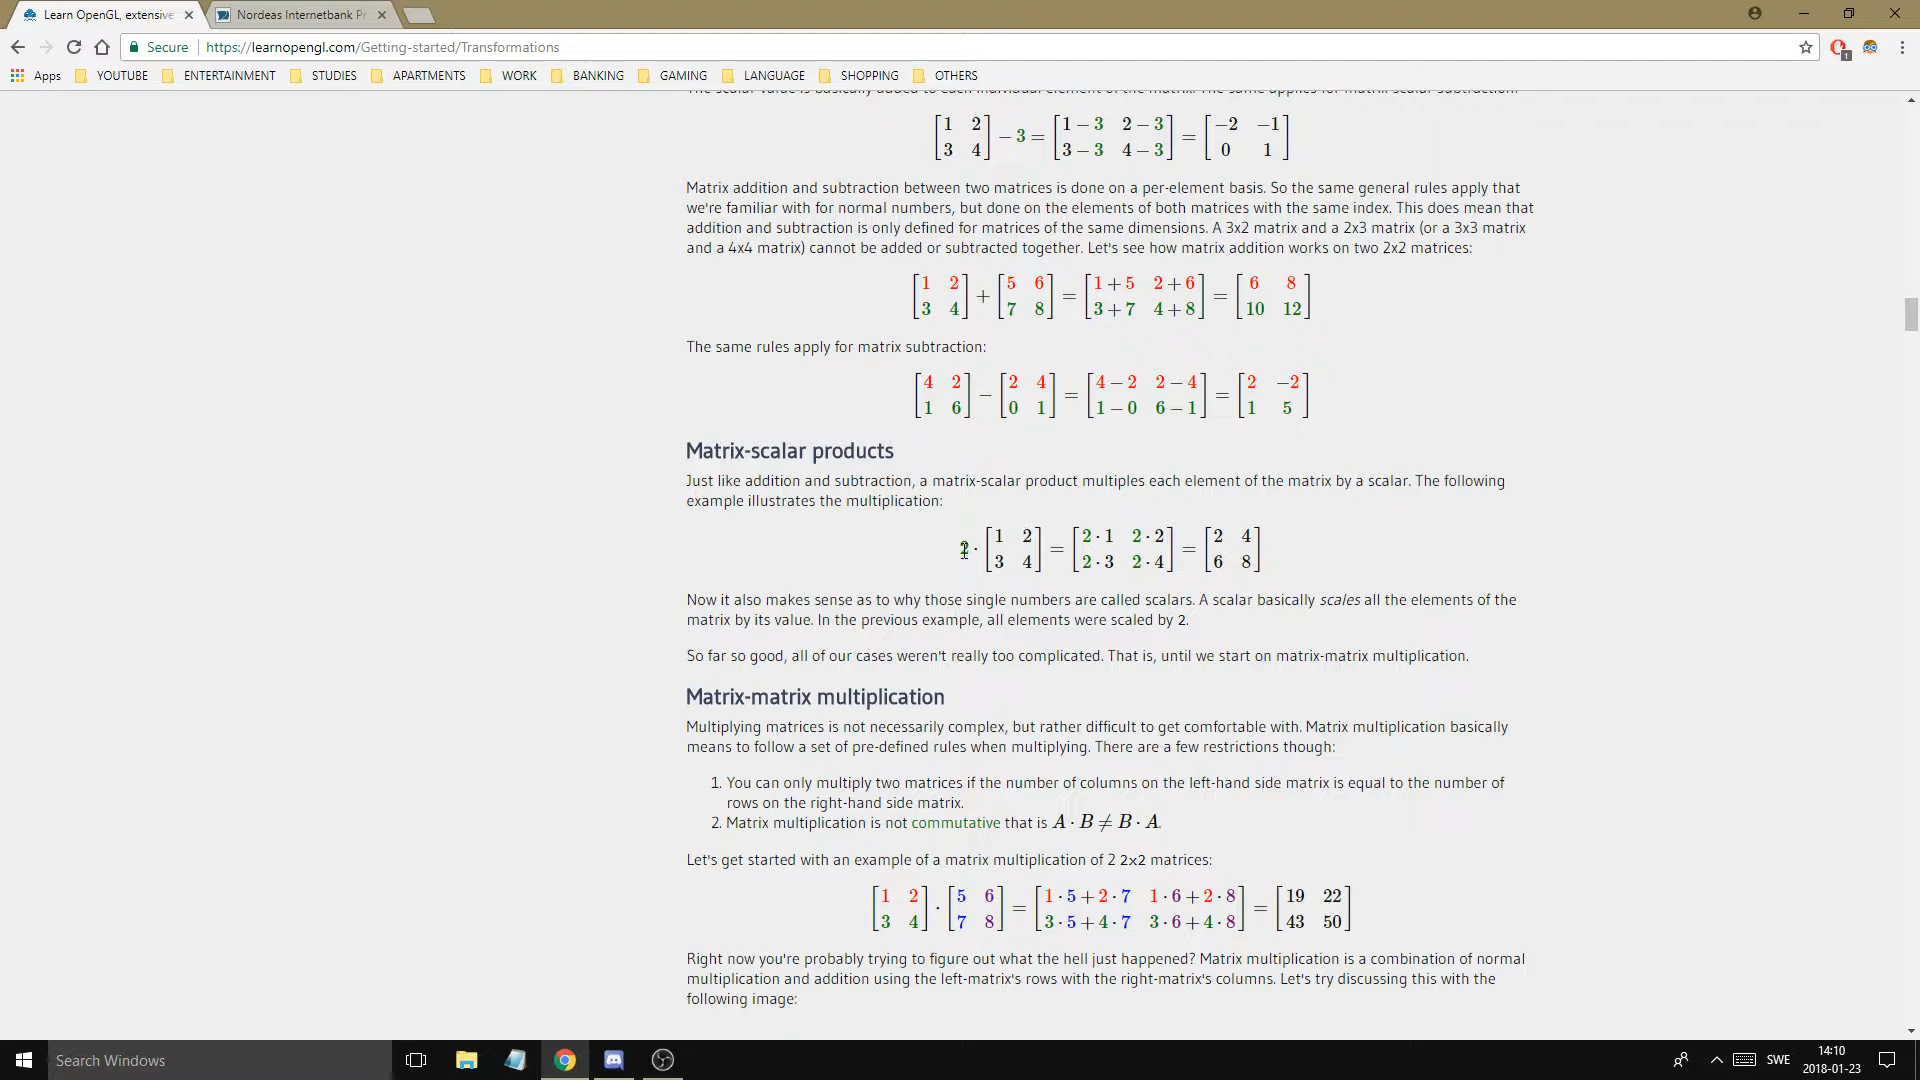 Learn OpenGL, extensive
Nordeas Internetbank Pr
Secure
https://learnopengl.com/Getting-started/Transformations
1
Apps YOUTUBE ENTERTAINMENT STUDIES APARTMENTS WORK BANKING GAMING LANGUAGE SHOPPING OTHERS
The scalar value is basically added to each individual element of the matrix. The same applies for matrix-scalar subtraction:
[1 2] − 3 = [1 − 3 2 − 3] = [−2 −1]
[3 4] [3 − 3 4 − 3] [0 1]
Matrix addition and subtraction between two matrices is done on a per-element basis. So the same general rules apply that
we're familiar with for normal numbers, but done on the elements of both matrices with the same index. This does mean that
addition and subtraction is only defined for matrices of the same dimensions. A 3x2 matrix and a 2x3 matrix (or a 3x3 matrix
and a 4x4 matrix) cannot be added or subtracted together. Let's see how matrix addition works on two 2x2 matrices:
[1 2] + [5 6] = [1 + 5 2 + 6] = [6 8]
[3 4] [7 8] [3 + 7 4 + 8] [10 12]
The same rules apply for matrix subtraction:
[4 2] − [2 4] = [4 − 2 2 − 4] = [2 −2]
[1 6] [0 1] [1 − 0 6 − 1] [1 5]
Matrix-scalar products
Just like addition and subtraction, a matrix-scalar product multiples each element of the matrix by a scalar. The following
example illustrates the multiplication:
2 · [1 2] = [2 · 1 2 · 2] = [2 4]
[3 4] [2 · 3 2 · 4] [6 8]
Now it also makes sense as to why those single numbers are called scalars. A scalar basically scales all the elements of the
matrix by its value. In the previous example, all elements were scaled by 2.
So far so good, all of our cases weren't really too complicated. That is, until we start on matrix-matrix multiplication.
Matrix-matrix multiplication
Multiplying matrices is not necessarily complex, but rather difficult to get comfortable with. Matrix multiplication basically
means to follow a set of pre-defined rules when multiplying. There are a few restrictions though:
1. You can only multiply two matrices if the number of columns on the left-hand side matrix is equal to the number of
rows on the right-hand side matrix.
2. Matrix multiplication is not commutative that is A · B ≠ B · A.
Let's get started with an example of a matrix multiplication of 2 2x2 matrices:
[1 2] · [5 6] = [1 · 5 + 2 · 7 1 · 6 + 2 · 8] = [19 22]
[3 4] [7 8] [3 · 5 + 4 · 7 3 · 6 + 4 · 8] [43 50]
Right now you're probably trying to figure out what the hell just happened? Matrix multiplication is a combination of normal
multiplication and addition using the left-matrix's rows with the right-matrix's columns. Let's try discussing this with the
following image:
Search Windows
SWE
14:10
2018-01-23